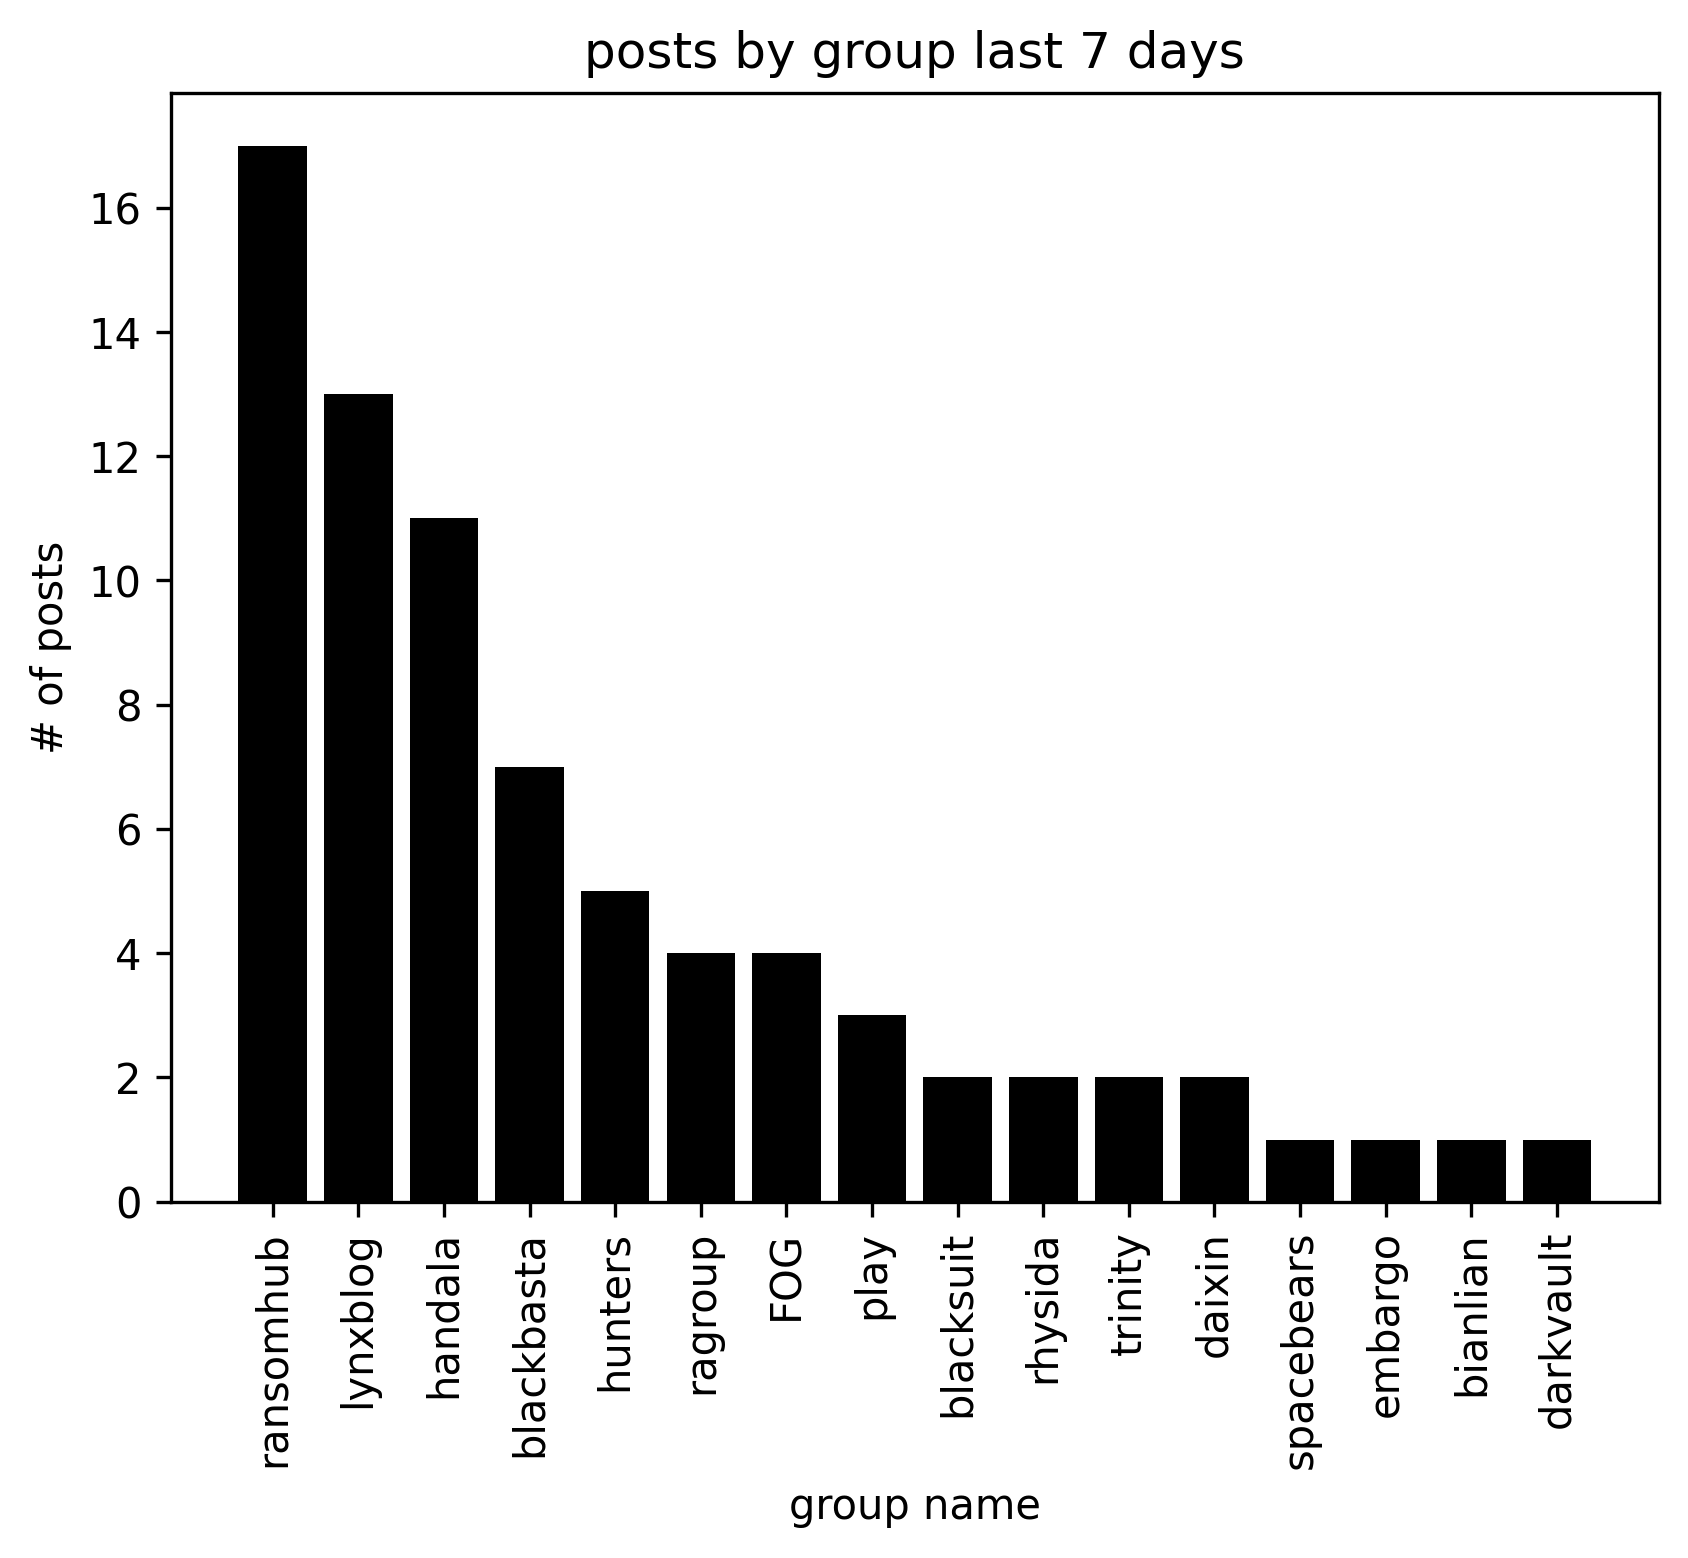 posts by group last 7 days
# of posts
16
14
12
10
8
6
4
2
0
ransomhub
lynxblog
handala
blackbasta
hunters
ragroup
FOG
play
blacksuit
rhysida
trinity
daixin
spacebears
embargo
bianlian
darkvault
group name